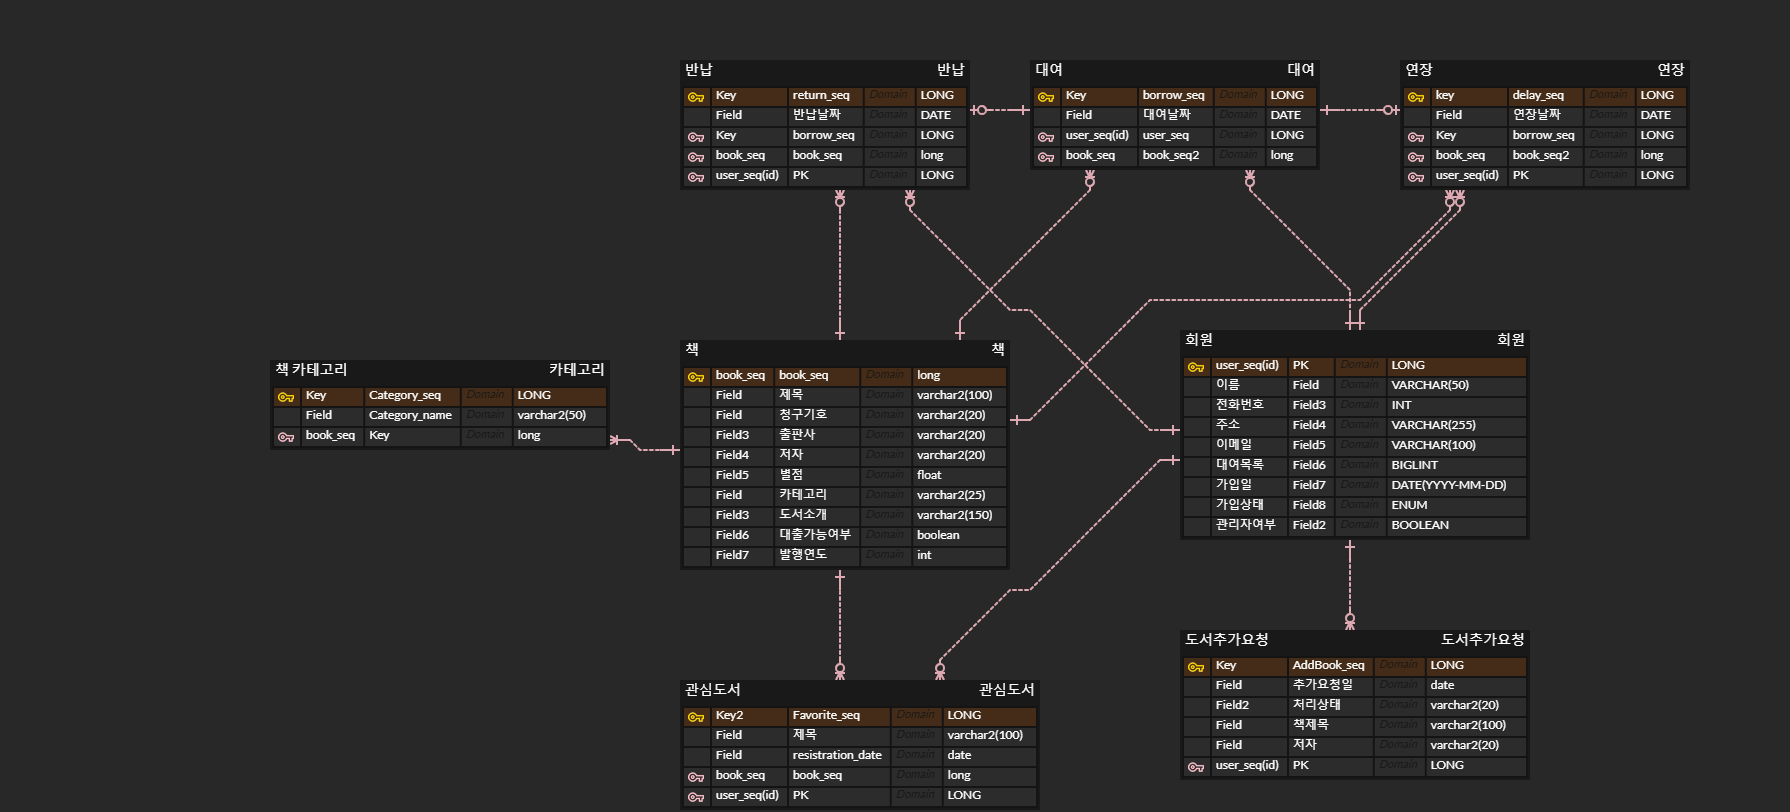 반납 반납
Key return_seq Domain LONG
Field 반납날짜 Domain DATE
Key borrow_seq Domain LONG
book_seq book_seq Domain long
user_seq(id) PK Domain LONG
대여 대여
Key borrow_seq Domain LONG
Field 대여날짜 Domain DATE
user_seq(id) user_seq Domain LONG
book_seq book_seq2 Domain long
연장 연장
key delay_seq Domain LONG
Field 연장날짜 Domain DATE
Key borrow_seq Domain LONG
book_seq book_seq2 Domain long
user_seq(id) PK Domain LONG
책 카테고리 카테고리
Key Category_seq Domain LONG
Field Category_name Domain varchar2(50)
book_seq Key Domain long
책 책
book_seq book_seq Domain long
Field 제목 Domain varchar2(100)
Field 청구기호 Domain varchar2(20)
Field3 출판사 Domain varchar2(20)
Field4 저자 Domain varchar2(20)
Field5 별점 Domain float
Field 카테고리 Domain varchar2(25)
Field3 도서소개 Domain varchar2(150)
Field6 대출가능여부 Domain boolean
Field7 발행연도 Domain int
회원 회원
user_seq(id) PK Domain LONG
이름 Field Domain VARCHAR(50)
전화번호 Field3 Domain INT
주소 Field4 Domain VARCHAR(255)
이메일 Field5 Domain VARCHAR(100)
대여목록 Field6 Domain BIGLINT
가입일 Field7 Domain DATE(YYYY-MM-DD)
가입상태 Field8 Domain ENUM
관리자여부 Field2 Domain BOOLEAN
관심도서 관심도서
Key2 Favorite_seq Domain LONG
Field 제목 Domain varchar2(100)
Field resistration_date Domain date
book_seq book_seq Domain long
user_seq(id) PK Domain LONG
도서추가요청 도서추가요청
Key AddBook_seq Domain LONG
Field 추가요청일 Domain date
Field2 처리상태 Domain varchar2(20)
Field 책제목 Domain varchar2(100)
Field 저자 Domain varchar2(20)
user_seq(id) PK Domain LONG